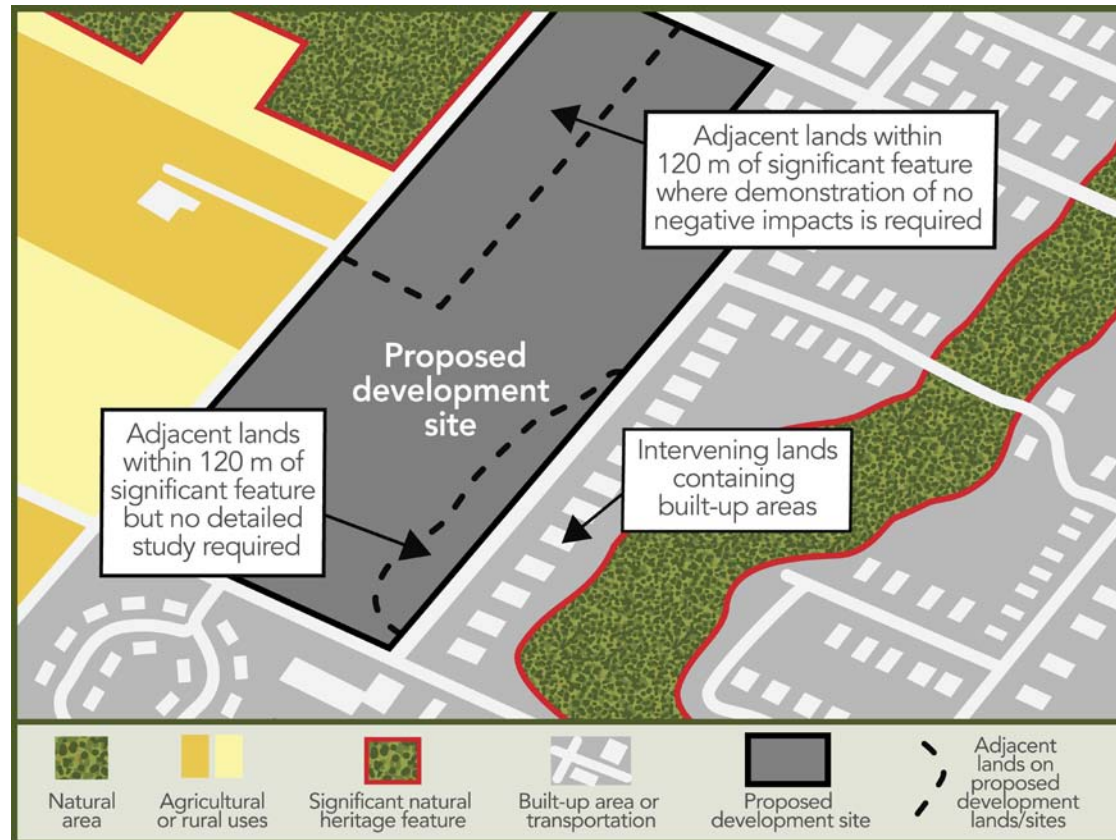 Adjacent lands within
120 m of significant feature
where demonstration of no
negative impacts is required
Proposed
development
site
Adjacent lands
within 120 m of
significant feature
but no detailed
study required
Intervening lands
containing
built-up areas
Natural
area
Agricultural
or rural uses
Significant natural
heritage feature
Built-up area or
transportation
Proposed
development site
Adjacent
lands on
proposed
development
lands/sites